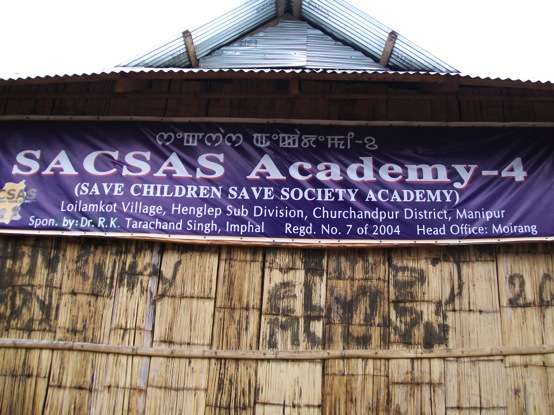 SACSAS Academy-4
(SAVE CHILDREN SAVE SOCIETY ACADEMY)
Loilamkot Village, Henglep Sub Division, Churchandpur District, Manipur
Spon. by: Dr. R.K. Tarachand Singh, Imphal Regd. No. 7 of 2004 Head Office: Moirang